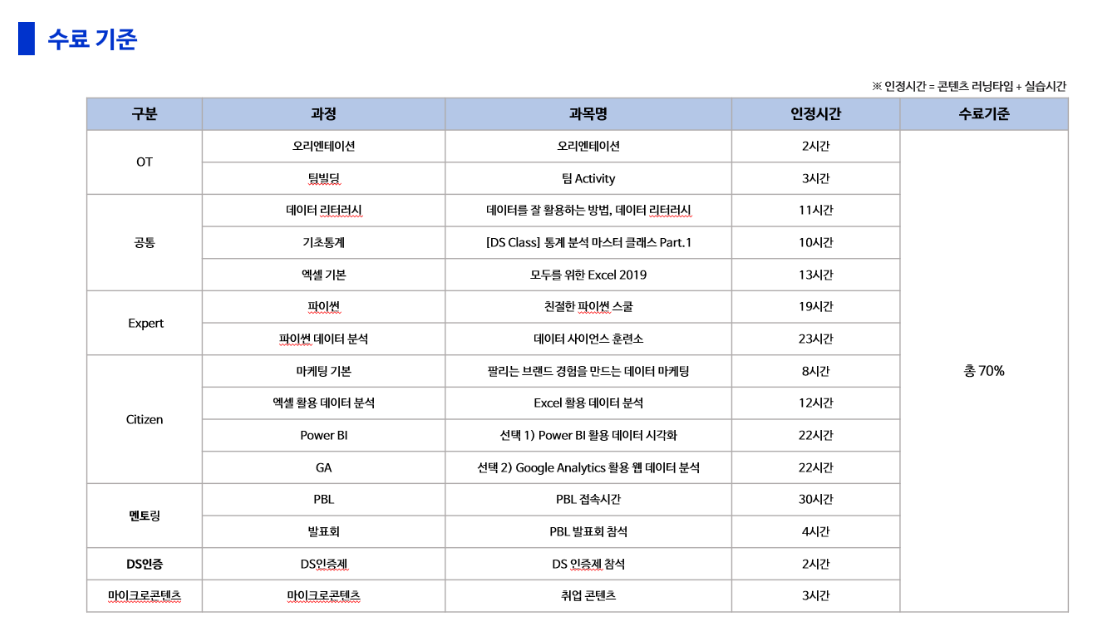 수료 기준
※ 인정시간 = 콘텐츠 러닝타임 + 실습시간
구분 과정 과목명 인정시간 수료기준
OT 오리엔테이션 오리엔테이션 2시간
팀빌딩 팀 Activity 3시간
공통 데이터 리터러시 데이터를 잘 활용하는 방법, 데이터 리터러시 11시간
기초통계 [DS Class] 통계 분석 마스터 클래스 Part.1 10시간
엑셀 기본 모두를 위한 Excel 2019 13시간
Expert 파이썬 친절한 파이썬 스쿨 19시간
파이썬 데이터 분석 데이터 사이언스 훈련소 23시간
Citizen 마케팅 기본 팔리는 브랜드 경험을 만드는 데이터 마케팅 8시간 총 70%
엑셀 활용 데이터 분석 Excel 활용 데이터 분석 12시간
Power BI 선택 1) Power BI 활용 데이터 시각화 22시간
GA 선택 2) Google Analytics 활용 웹 데이터 분석 22시간
멘토링 PBL PBL 접속시간 30시간
발표회 PBL 발표회 참석 4시간
DS인증 DS인증제 DS 인증제 참석 2시간
마이크로콘텐츠 마이크로콘텐츠 취업 콘텐츠 3시간